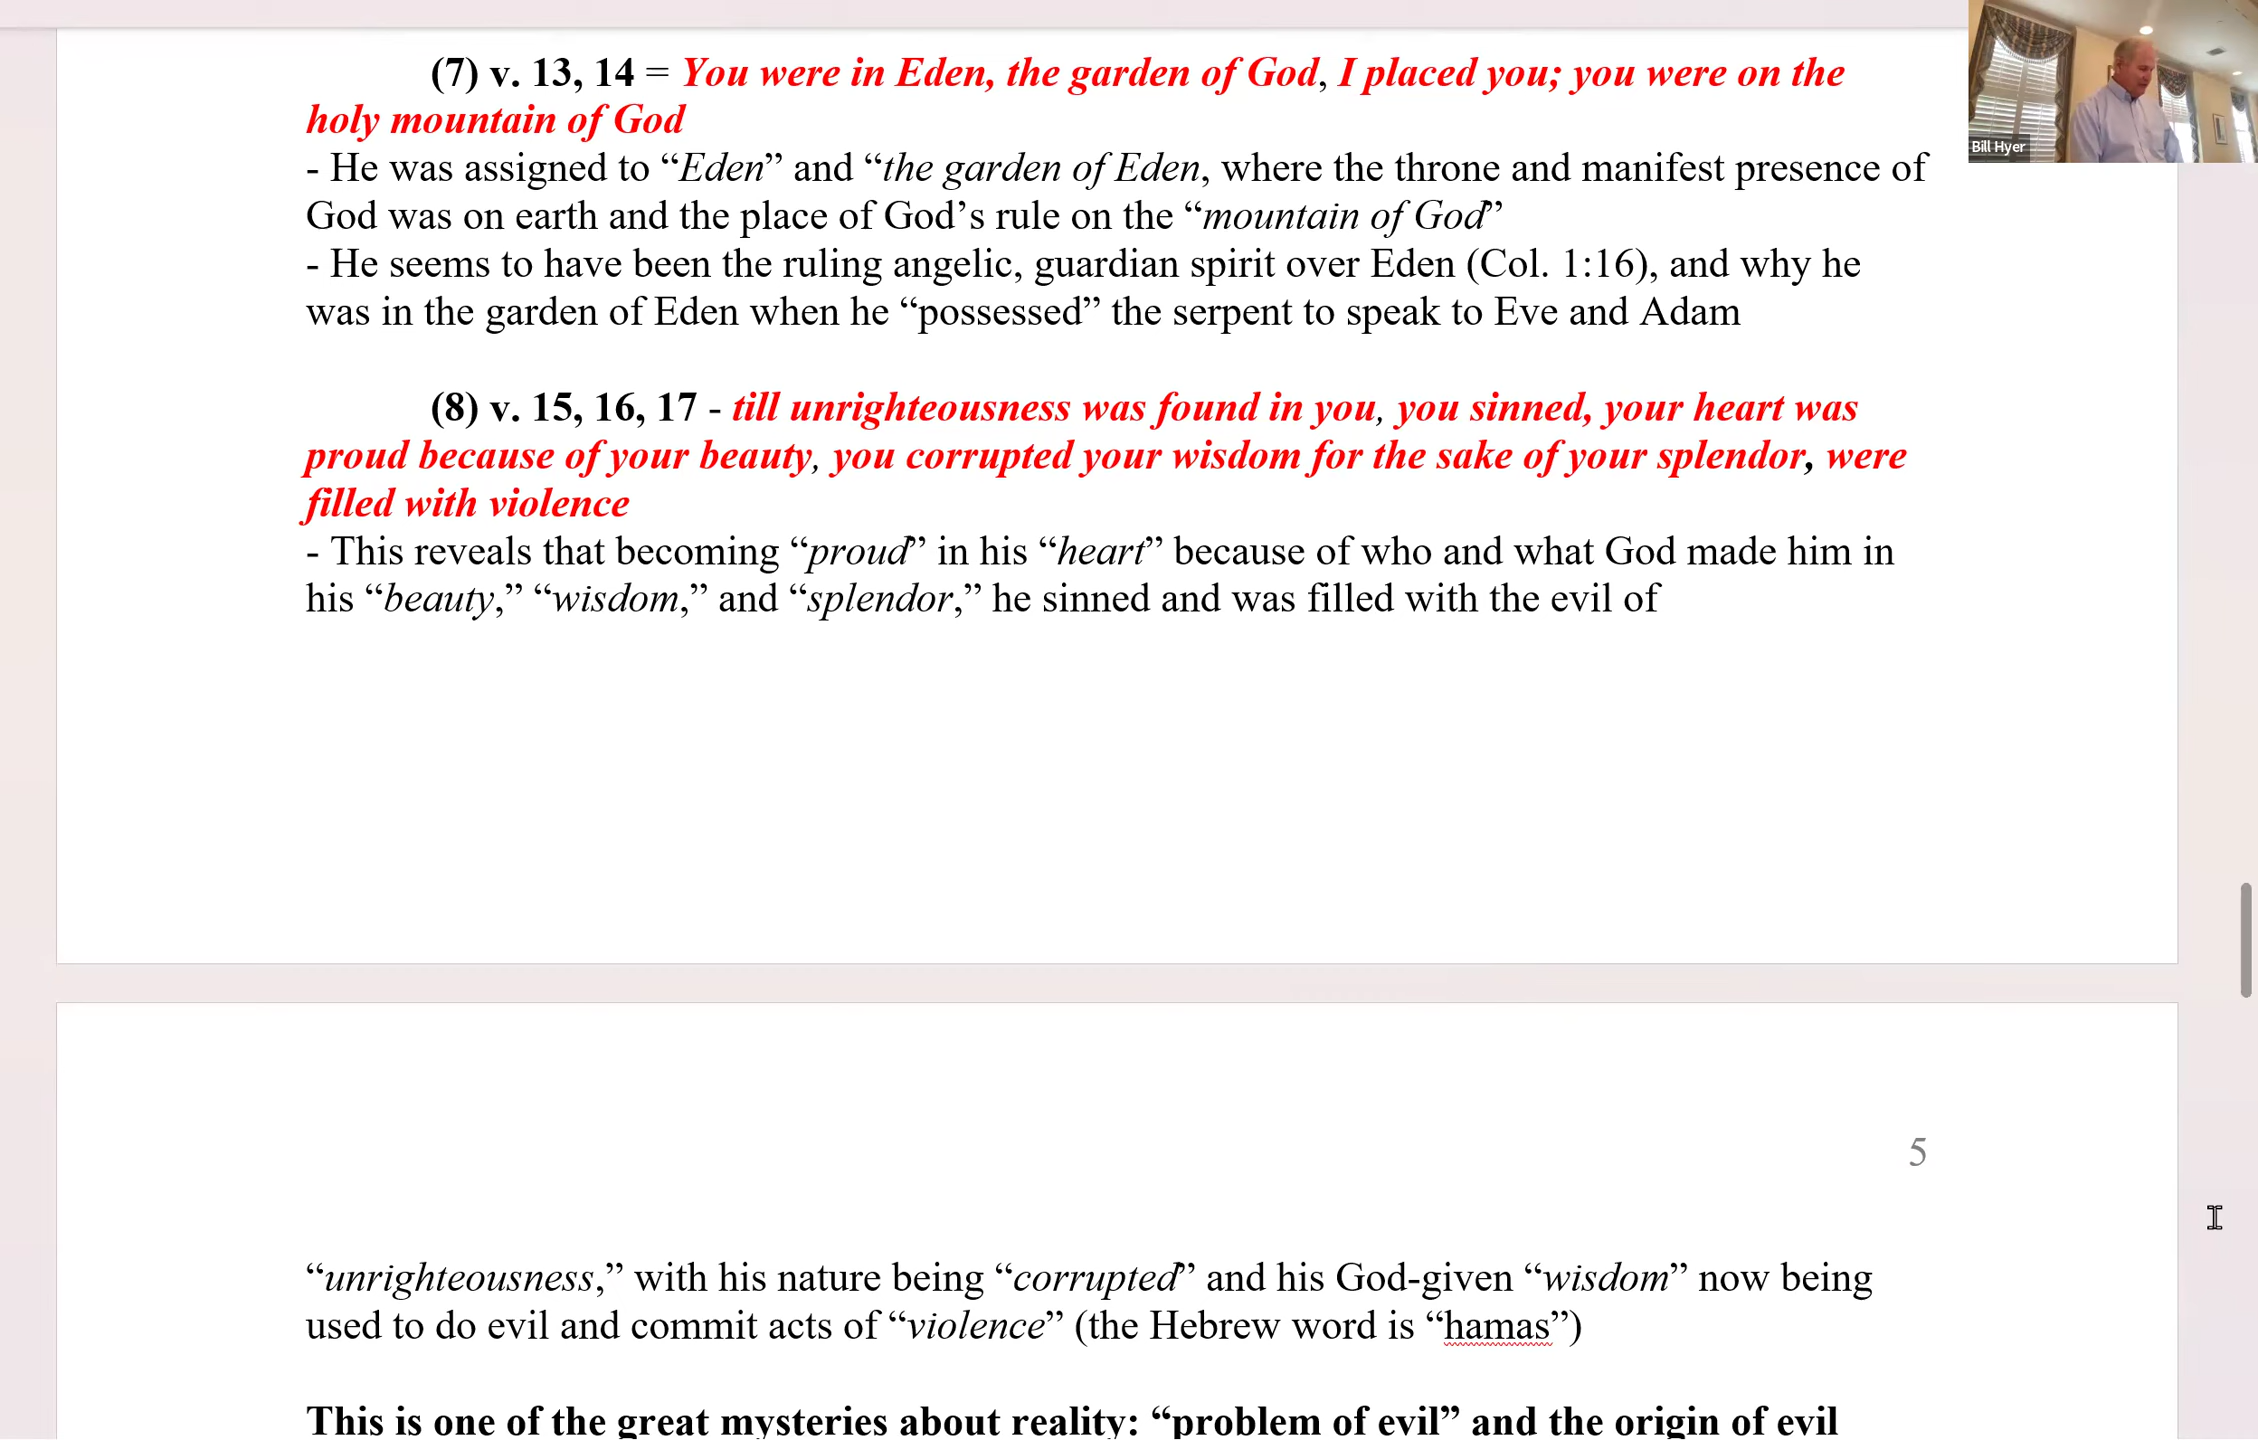 (7) v. 13, 14 = You were in Eden, the garden of God, I placed you; you were on the
holy mountain of God
- He was assigned to “Eden” and “the garden of Eden, where the throne and manifest presence of
God was on earth and the place of God’s rule on the “mountain of God”
- He seems to have been the ruling angelic, guardian spirit over Eden (Col. 1:16), and why he
was in the garden of Eden when he “possessed” the serpent to speak to Eve and Adam
(8) v. 15, 16, 17 - till unrighteousness was found in you, you sinned, your heart was
proud because of your beauty, you corrupted your wisdom for the sake of your splendor, were
filled with violence
- This reveals that becoming “proud” in his “heart” because of who and what God made him in
his “beauty,” “wisdom,” and “splendor,” he sinned and was filled with the evil of
5
“unrighteousness,” with his nature being “corrupted” and his God-given “wisdom” now being
used to do evil and commit acts of “violence” (the Hebrew word is “hamas”)
This is one of the great mysteries about reality: “problem of evil” and the origin of evil
Bill Hyer